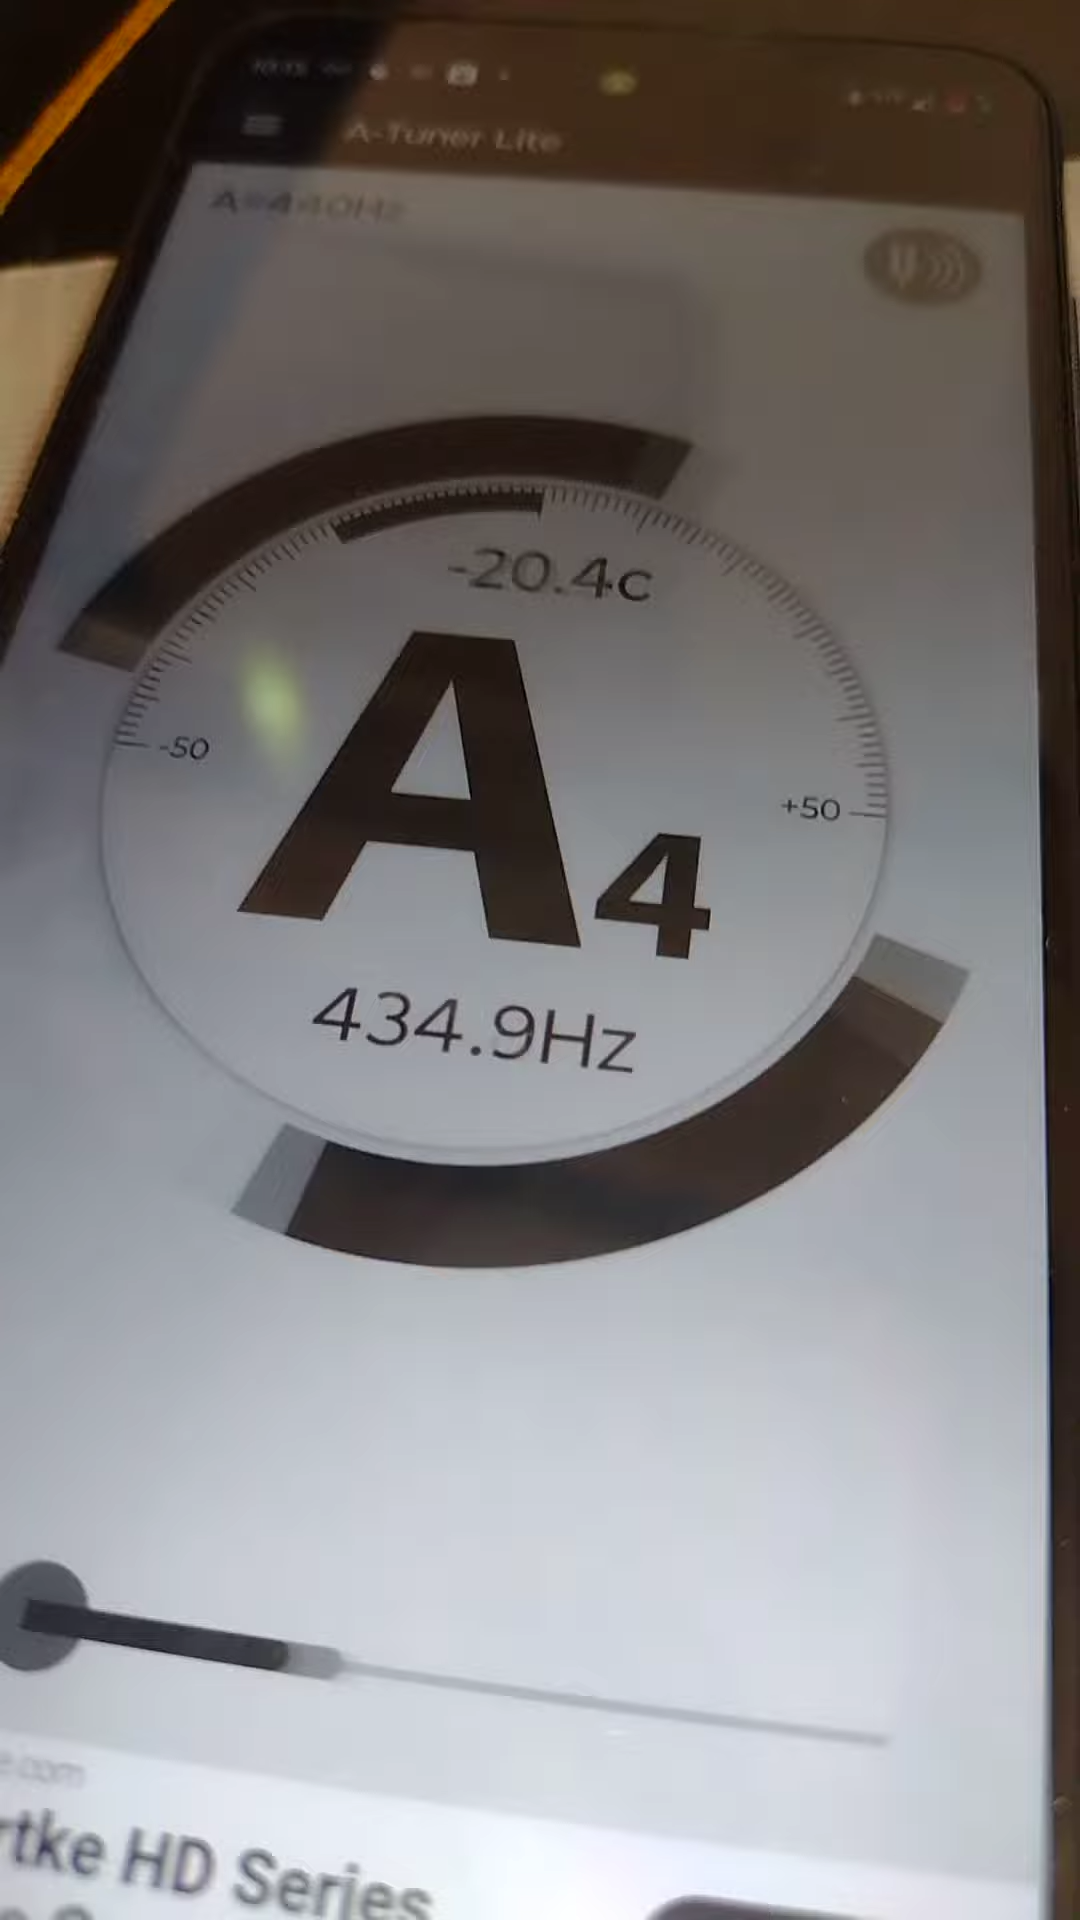 A-Tuner Lite
A=440Hz
-20.4c
-50
A4
+50
434.9Hz
e.com
rtke HD Series